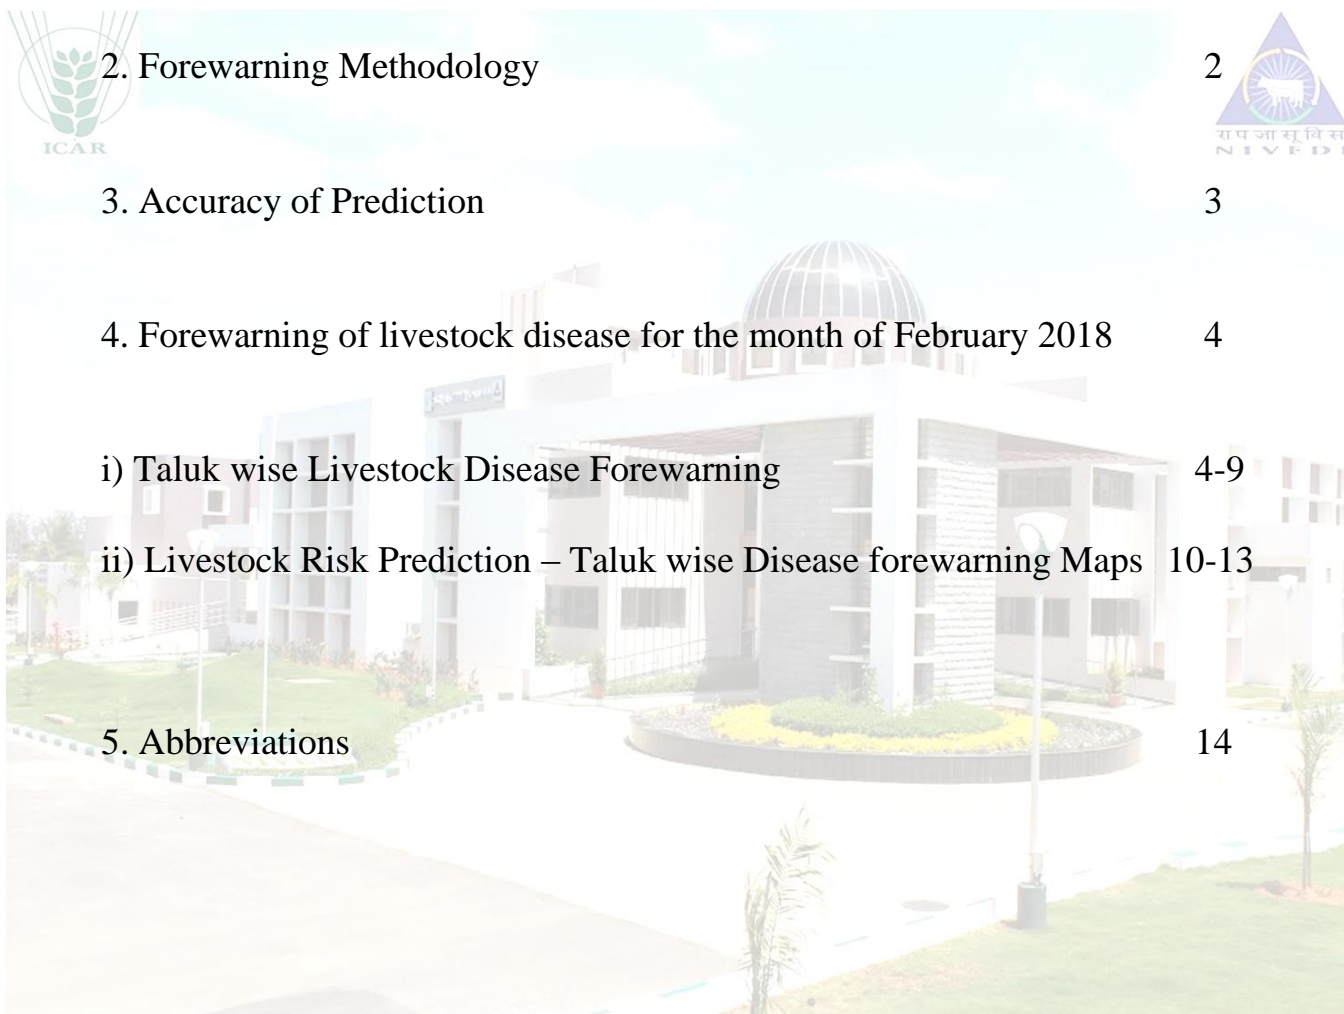 2. Forewarning Methodology 2
ICAR
राप जा सू वि स
NIVEDI
3. Accuracy of Prediction 3
4. Forewarning of livestock disease for the month of February 2018 4
i) Taluk wise Livestock Disease Forewarning 4-9
ii) Livestock Risk Prediction – Taluk wise Disease forewarning Maps 10-13
5. Abbreviations 14